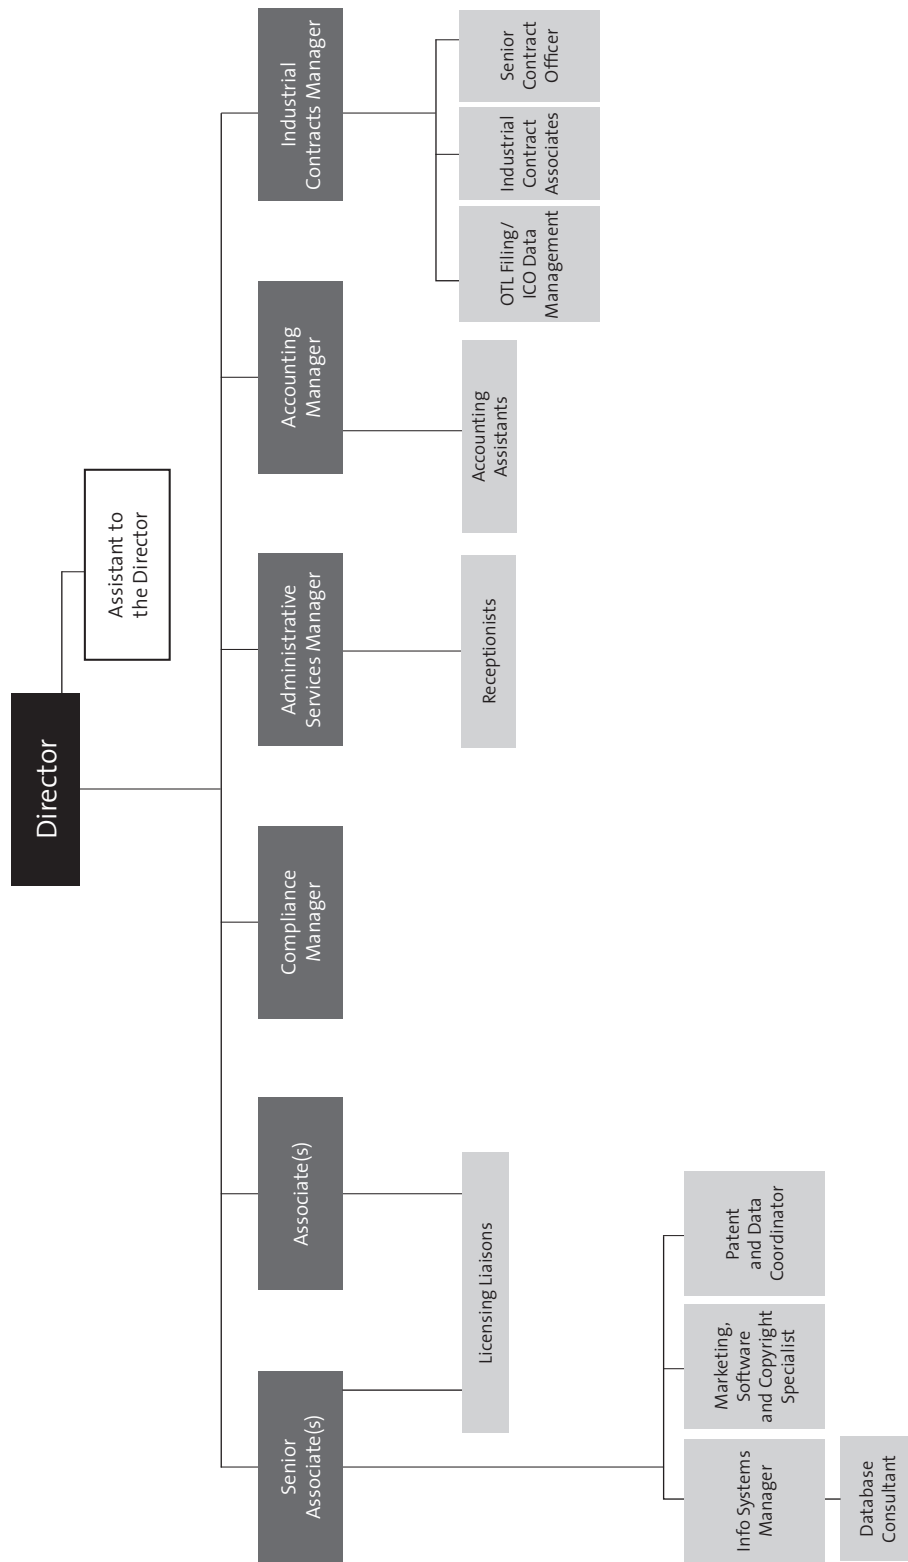 Director
Assistant to
the Director
Senior
Associate(s)
Associate(s)
Compliance
Manager
Administrative
Services Manager
Accounting
Manager
Industrial
Contracts Manager
Licensing Liaisons
Receptionists
Accounting
Assistants
OTL Filing/
ICO Data
Management
Industrial
Contract
Associates
Senior
Contract
Officer
Info Systems
Manager
Marketing,
Software
and Copyright
Specialist
Patent
and Data
Coordinator
Database
Consultant